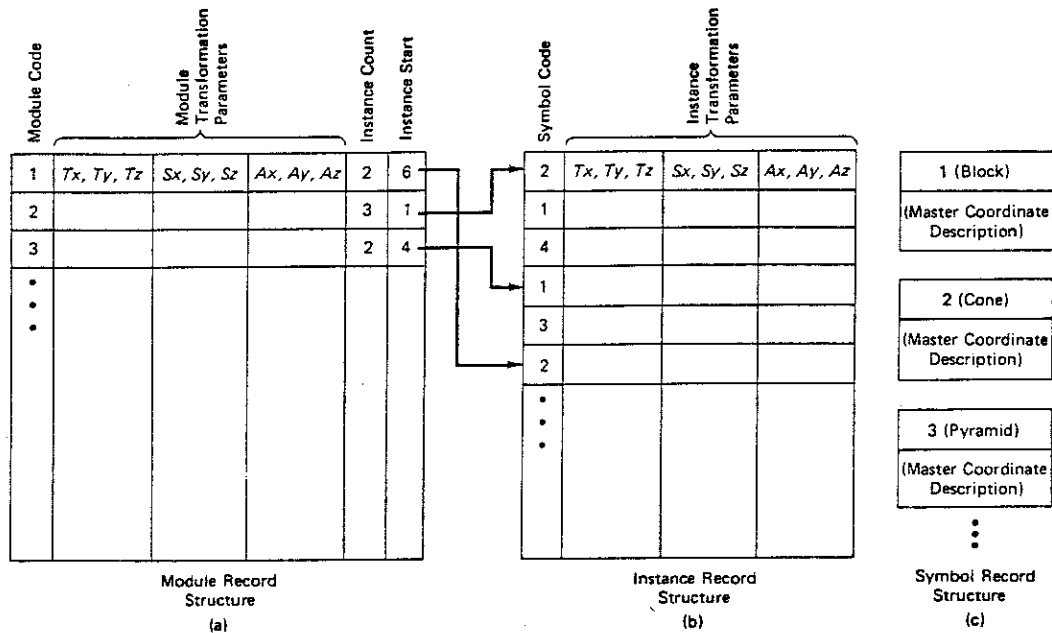 Module Code
Module
Transformation
Parameters
Instance Count
Instance Start
Symbol Code
Instance
Transformation
Parameters
1 Tx, Ty, Tz Sx, Sy, Sz Ax, Ay, Az 2 6
2 3 1
3 2 4
2 Tx, Ty, Tz Sx, Sy, Sz Ax, Ay, Az
1
4
1
3
2
1 (Block)
(Master Coordinate
Description)
2 (Cone)
(Master Coordinate
Description)
3 (Pyramid)
(Master Coordinate
Description)
Module Record
Structure
(a)
Instance Record
Structure
(b)
Symbol Record
Structure
(c)